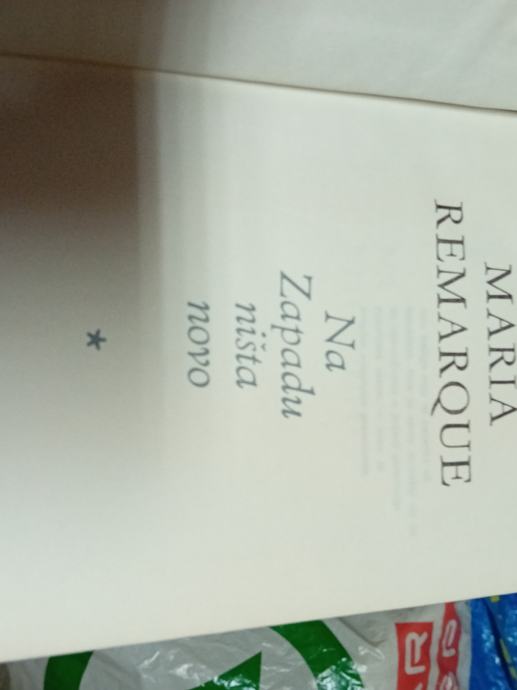 MARIA
REMARQUE
Na
Zapadu
ništa
novo
*